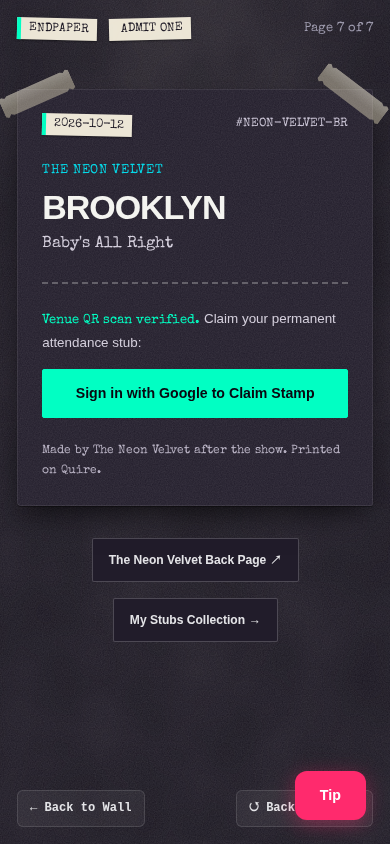 ENDPAPER
ADMIT ONE
Page 7 of 7
2026-10-12
#NEON-VELVET-BR
THE NEON VELVET
BROOKLYN
Baby's All Right
Venue QR scan verified. Claim your permanent
attendance stub:
Sign in with Google to Claim Stamp
Made by The Neon Velvet after the show. Printed
on Quire.
The Neon Velvet Back Page ↗
My Stubs Collection →
← Back to Wall
↺ Back
Tip